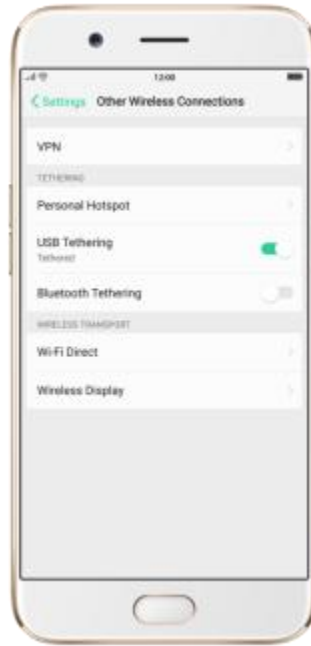 12:00
Settings Other Wireless Connections
VPN
TETHERING
Personal Hotspot
USB Tethering
Tethered
Bluetooth Tethering
WIRELESS TRANSPORT
Wi-Fi Direct
Wireless Display